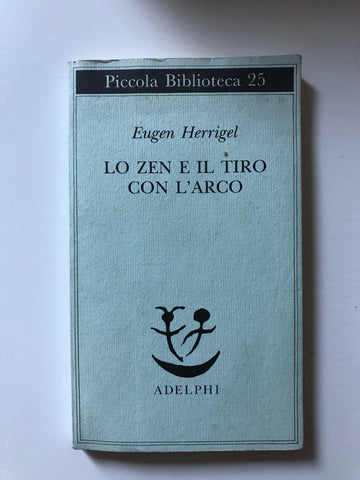 Piccola Biblioteca 25
Eugen Herrigel
LO ZEN E IL TIRO
CON L'ARCO
ADELPHI